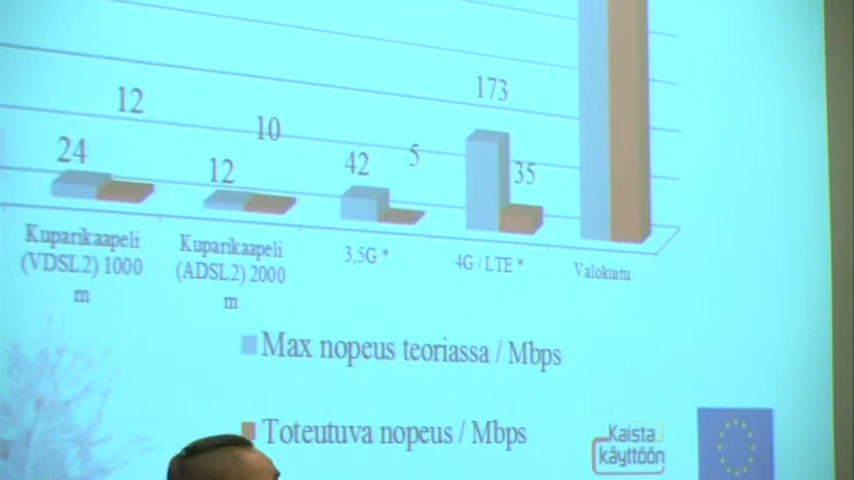 173
12
10
24
12
42
5
35
Kuparikaapeli
(VDSL2) 1000
m
Kuparikaapeli
(ADSL2) 2000
m
3,5G *
4G / LTE *
Valokuitu
Max nopeus teoriassa / Mbps
Toteutuva nopeus / Mbps
Kaista
käyttöön